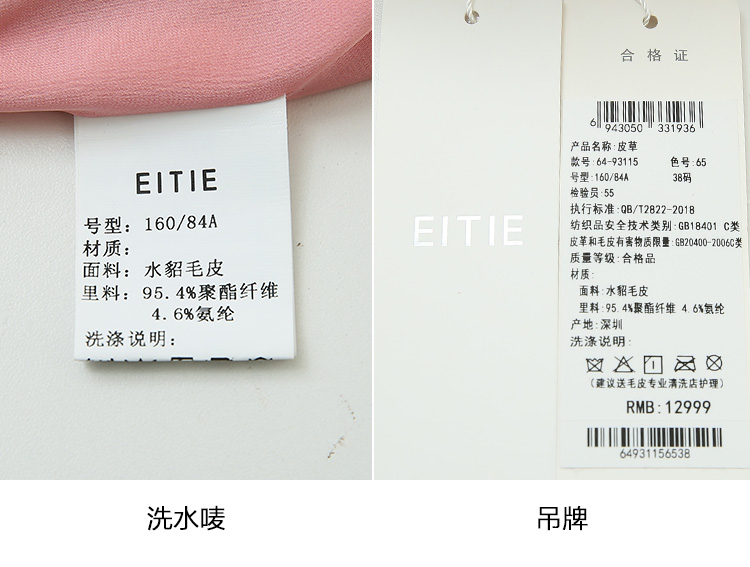 EITIE
号型：160/84A
材质：
面料：水貂毛皮
里料：95.4%聚酯纤维
4.6%氨纶
洗涤说明：
EITIE
合格证
6 943050 331936
产品名称:皮草
款号:64-93115 色号:65
号型:160/84A 38码
检验员:55
执行标准:QB/T2822-2018
纺织品安全技术类别:GB18401 C类
皮革和毛皮有害物质限量:GB20400-2006C类
质量等级:合格品
材质:
面料:水貂毛皮
里料:95.4%聚酯纤维 4.6%氨纶
产地:深圳
洗涤说明:
(建议送毛皮专业清洗店护理)
RMB:12999
64931156538
洗水唛
吊牌